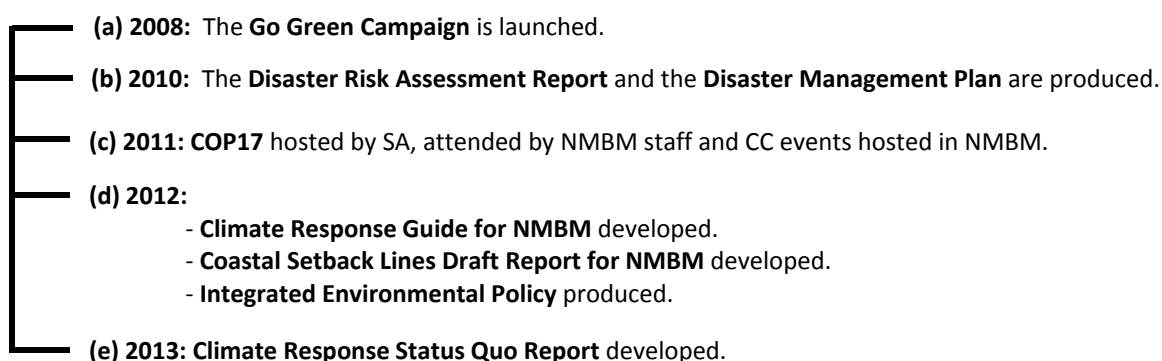 (a) 2008: The Go Green Campaign is launched.
(b) 2010: The Disaster Risk Assessment Report and the Disaster Management Plan are produced.
(c) 2011: COP17 hosted by SA, attended by NMBM staff and CC events hosted in NMBM.
(d) 2012:
- Climate Response Guide for NMBM developed.
- Coastal Setback Lines Draft Report for NMBM developed.
- Integrated Environmental Policy produced.
(e) 2013: Climate Response Status Quo Report developed.